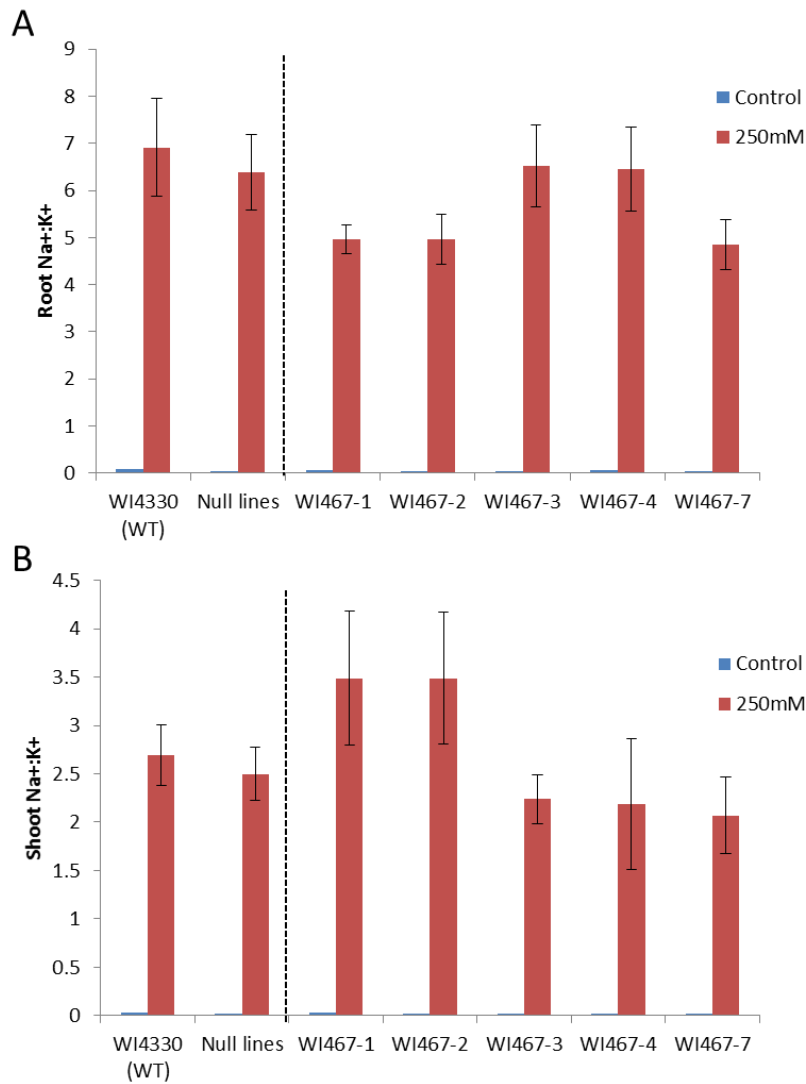 A
9
8
7
6
5
4
3
2
1
0
Root Na+:K+
Control
250mM
WI4330 (WT)
Null lines
WI467-1
WI467-2
WI467-3
WI467-4
WI467-7
B
4.5
4
3.5
3
2.5
2
1.5
1
0.5
0
Shoot Na+:K+
Control
250mM
WI4330 (WT)
Null lines
WI467-1
WI467-2
WI467-3
WI467-4
WI467-7